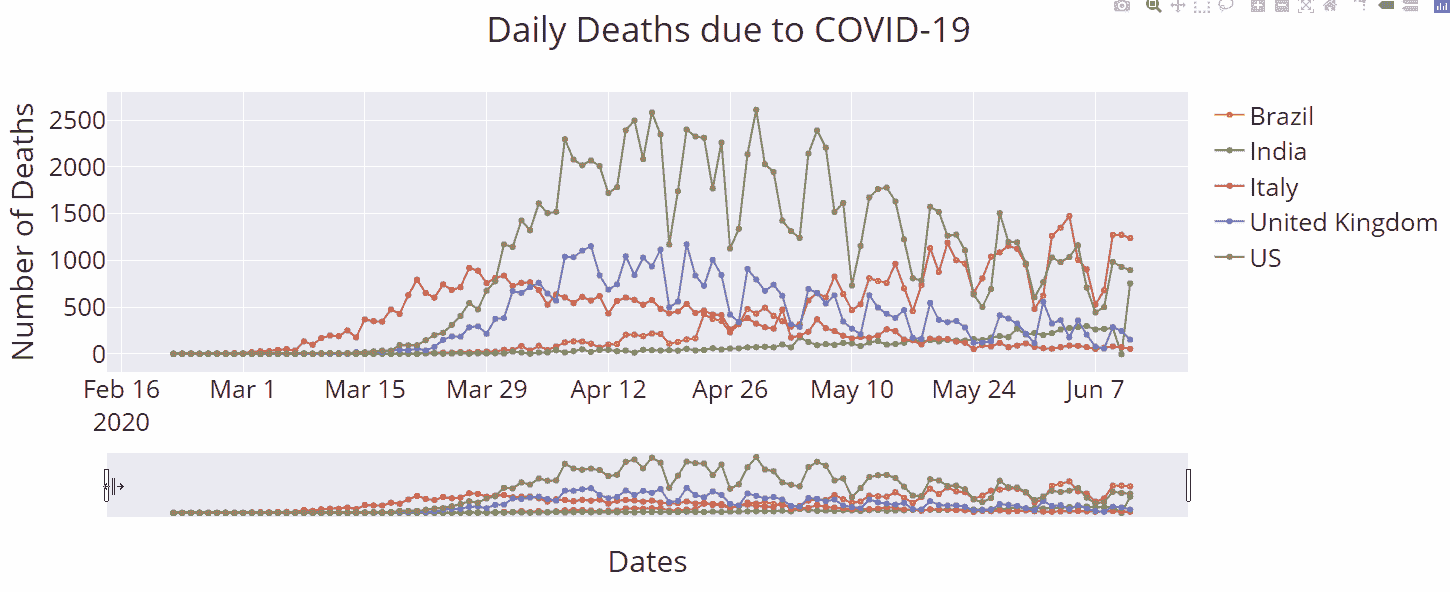 Daily Deaths due to COVID-19
Number of Deaths
2500
2000
1500
1000
500
0
Feb 16 Mar 1 Mar 15 Mar 29 Apr 12 Apr 26 May 10 May 24 Jun 7
2020
Dates
Brazil
India
Italy
United Kingdom
US